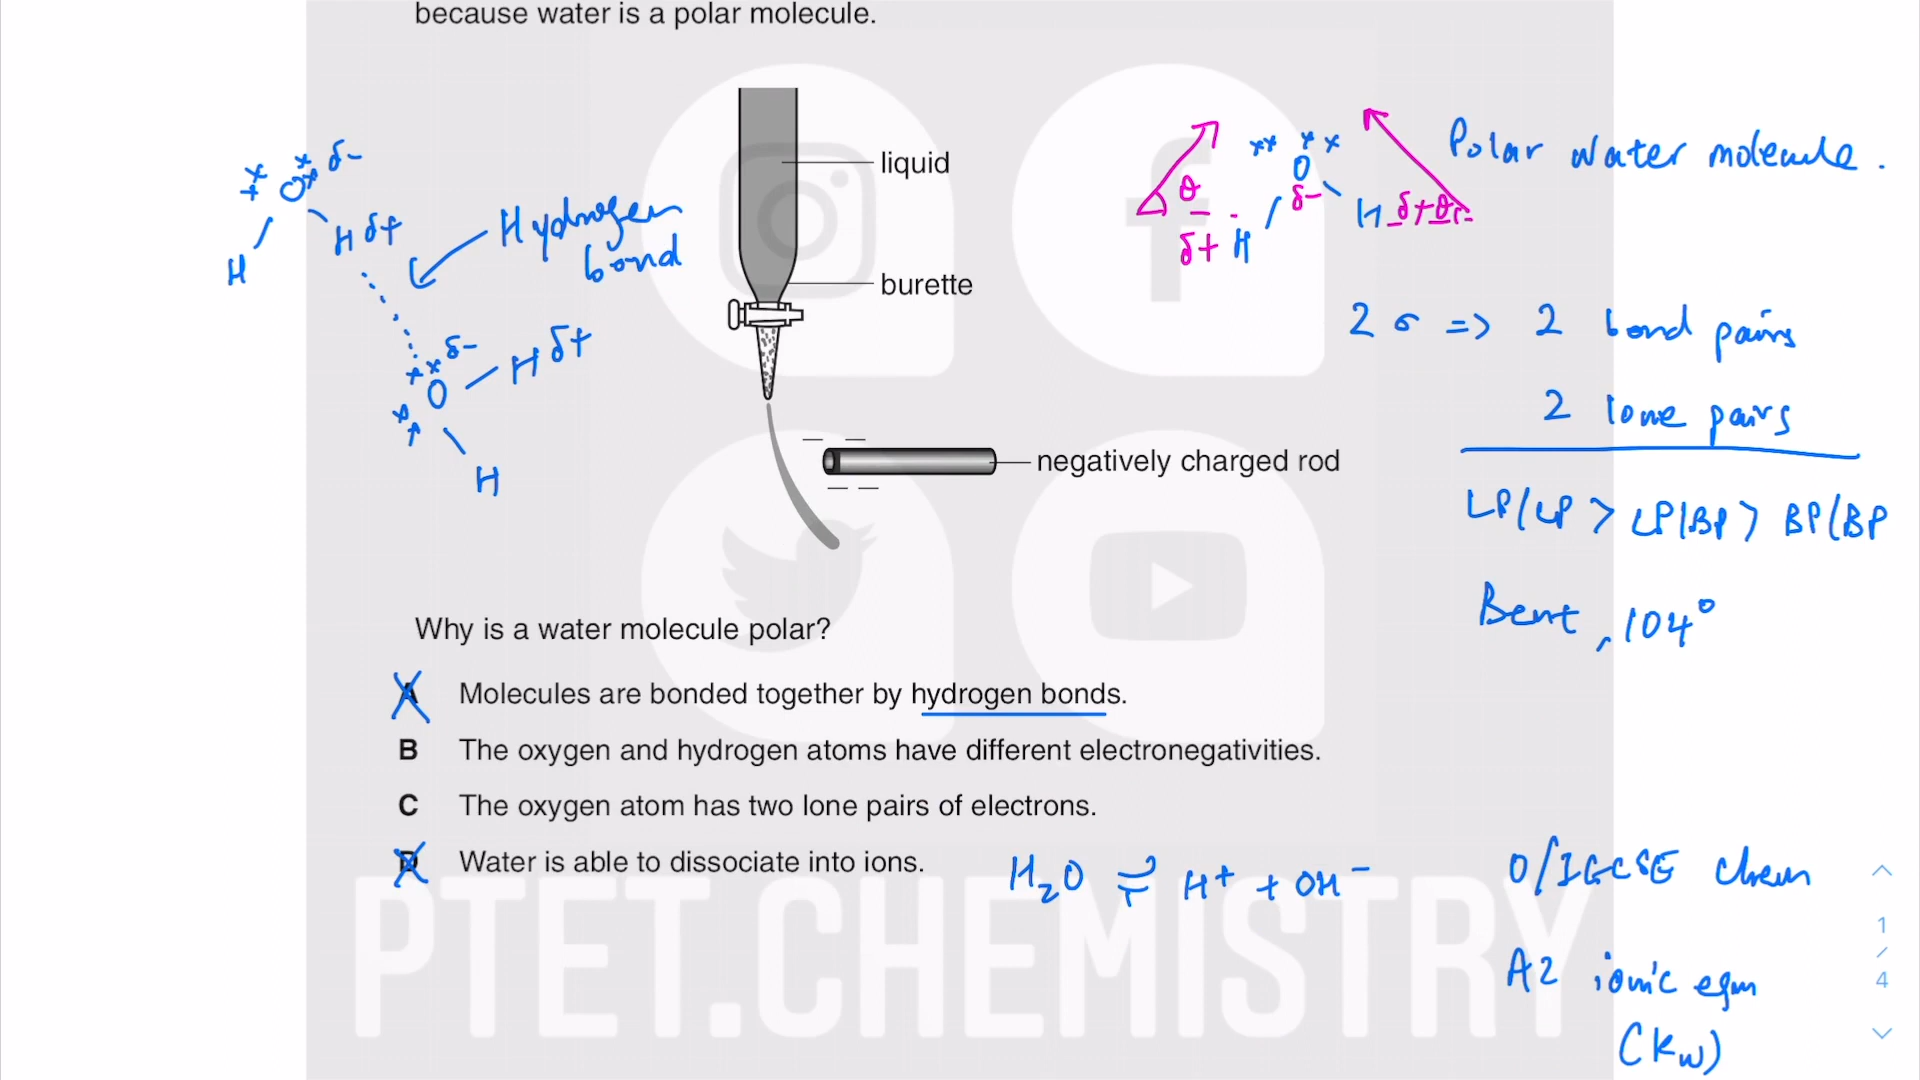 because water is a polar molecule.
liquid
burette
negatively charged rod
O δ-
H
H δ+
Hydrogen
bond
δ-
O
H δ+
H
Polar water molecule.
θ
O
δ-
δ+ H
H δ+ θ
2 σ => 2 bond pairs
2 lone pairs
LP/LP > LP/BP > BP/BP
Bent, 104°
Why is a water molecule polar?
A Molecules are bonded together by hydrogen bonds.
B The oxygen and hydrogen atoms have different electronegativities.
C The oxygen atom has two lone pairs of electrons.
D Water is able to dissociate into ions.
H₂O ⇌ H⁺ + OH⁻
O/IGCSE Chem
A2 ionic eqm
(Kw)
PTET.CHEMISTRY
1
/
4